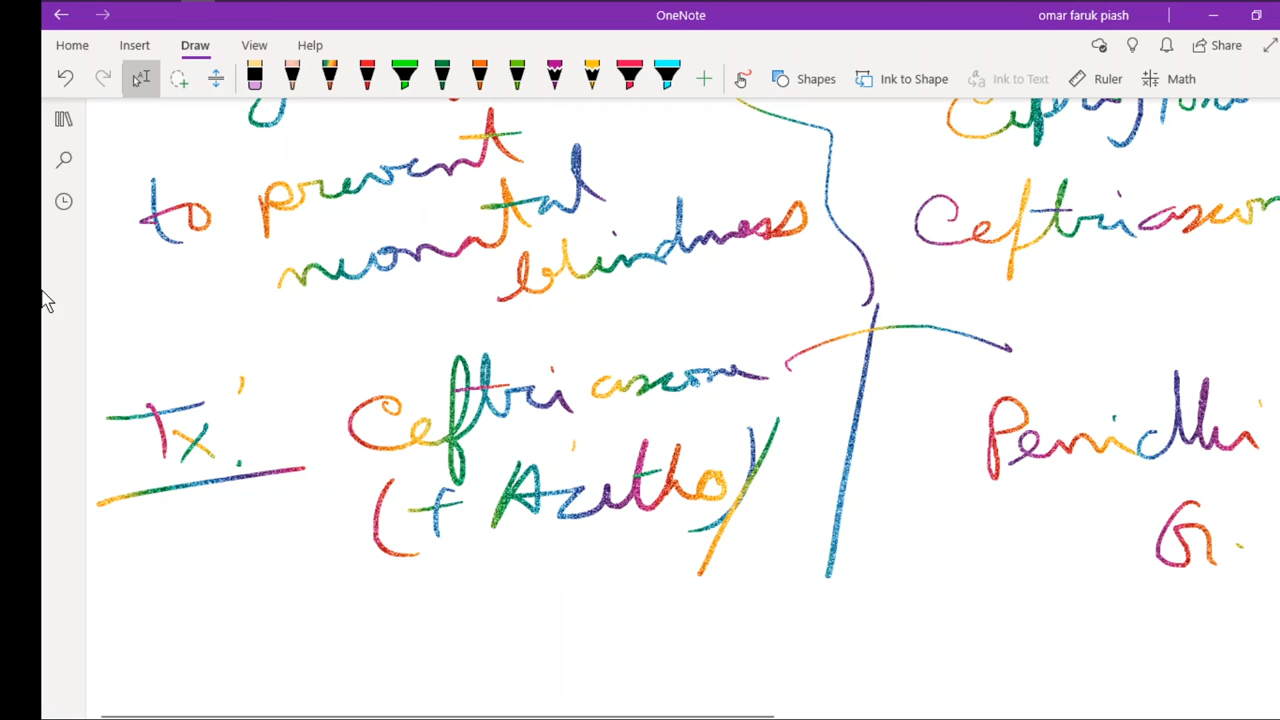 OneNote
omar faruk piash
Home Insert Draw View Help
Share
Shapes
Ink to Shape
Ink to Text
Ruler
Math
to prevent
neonatal
blindness
Ceftriaxon
Tx:
Ceftriaxone
(+ Azitho)
Penicillin
G.